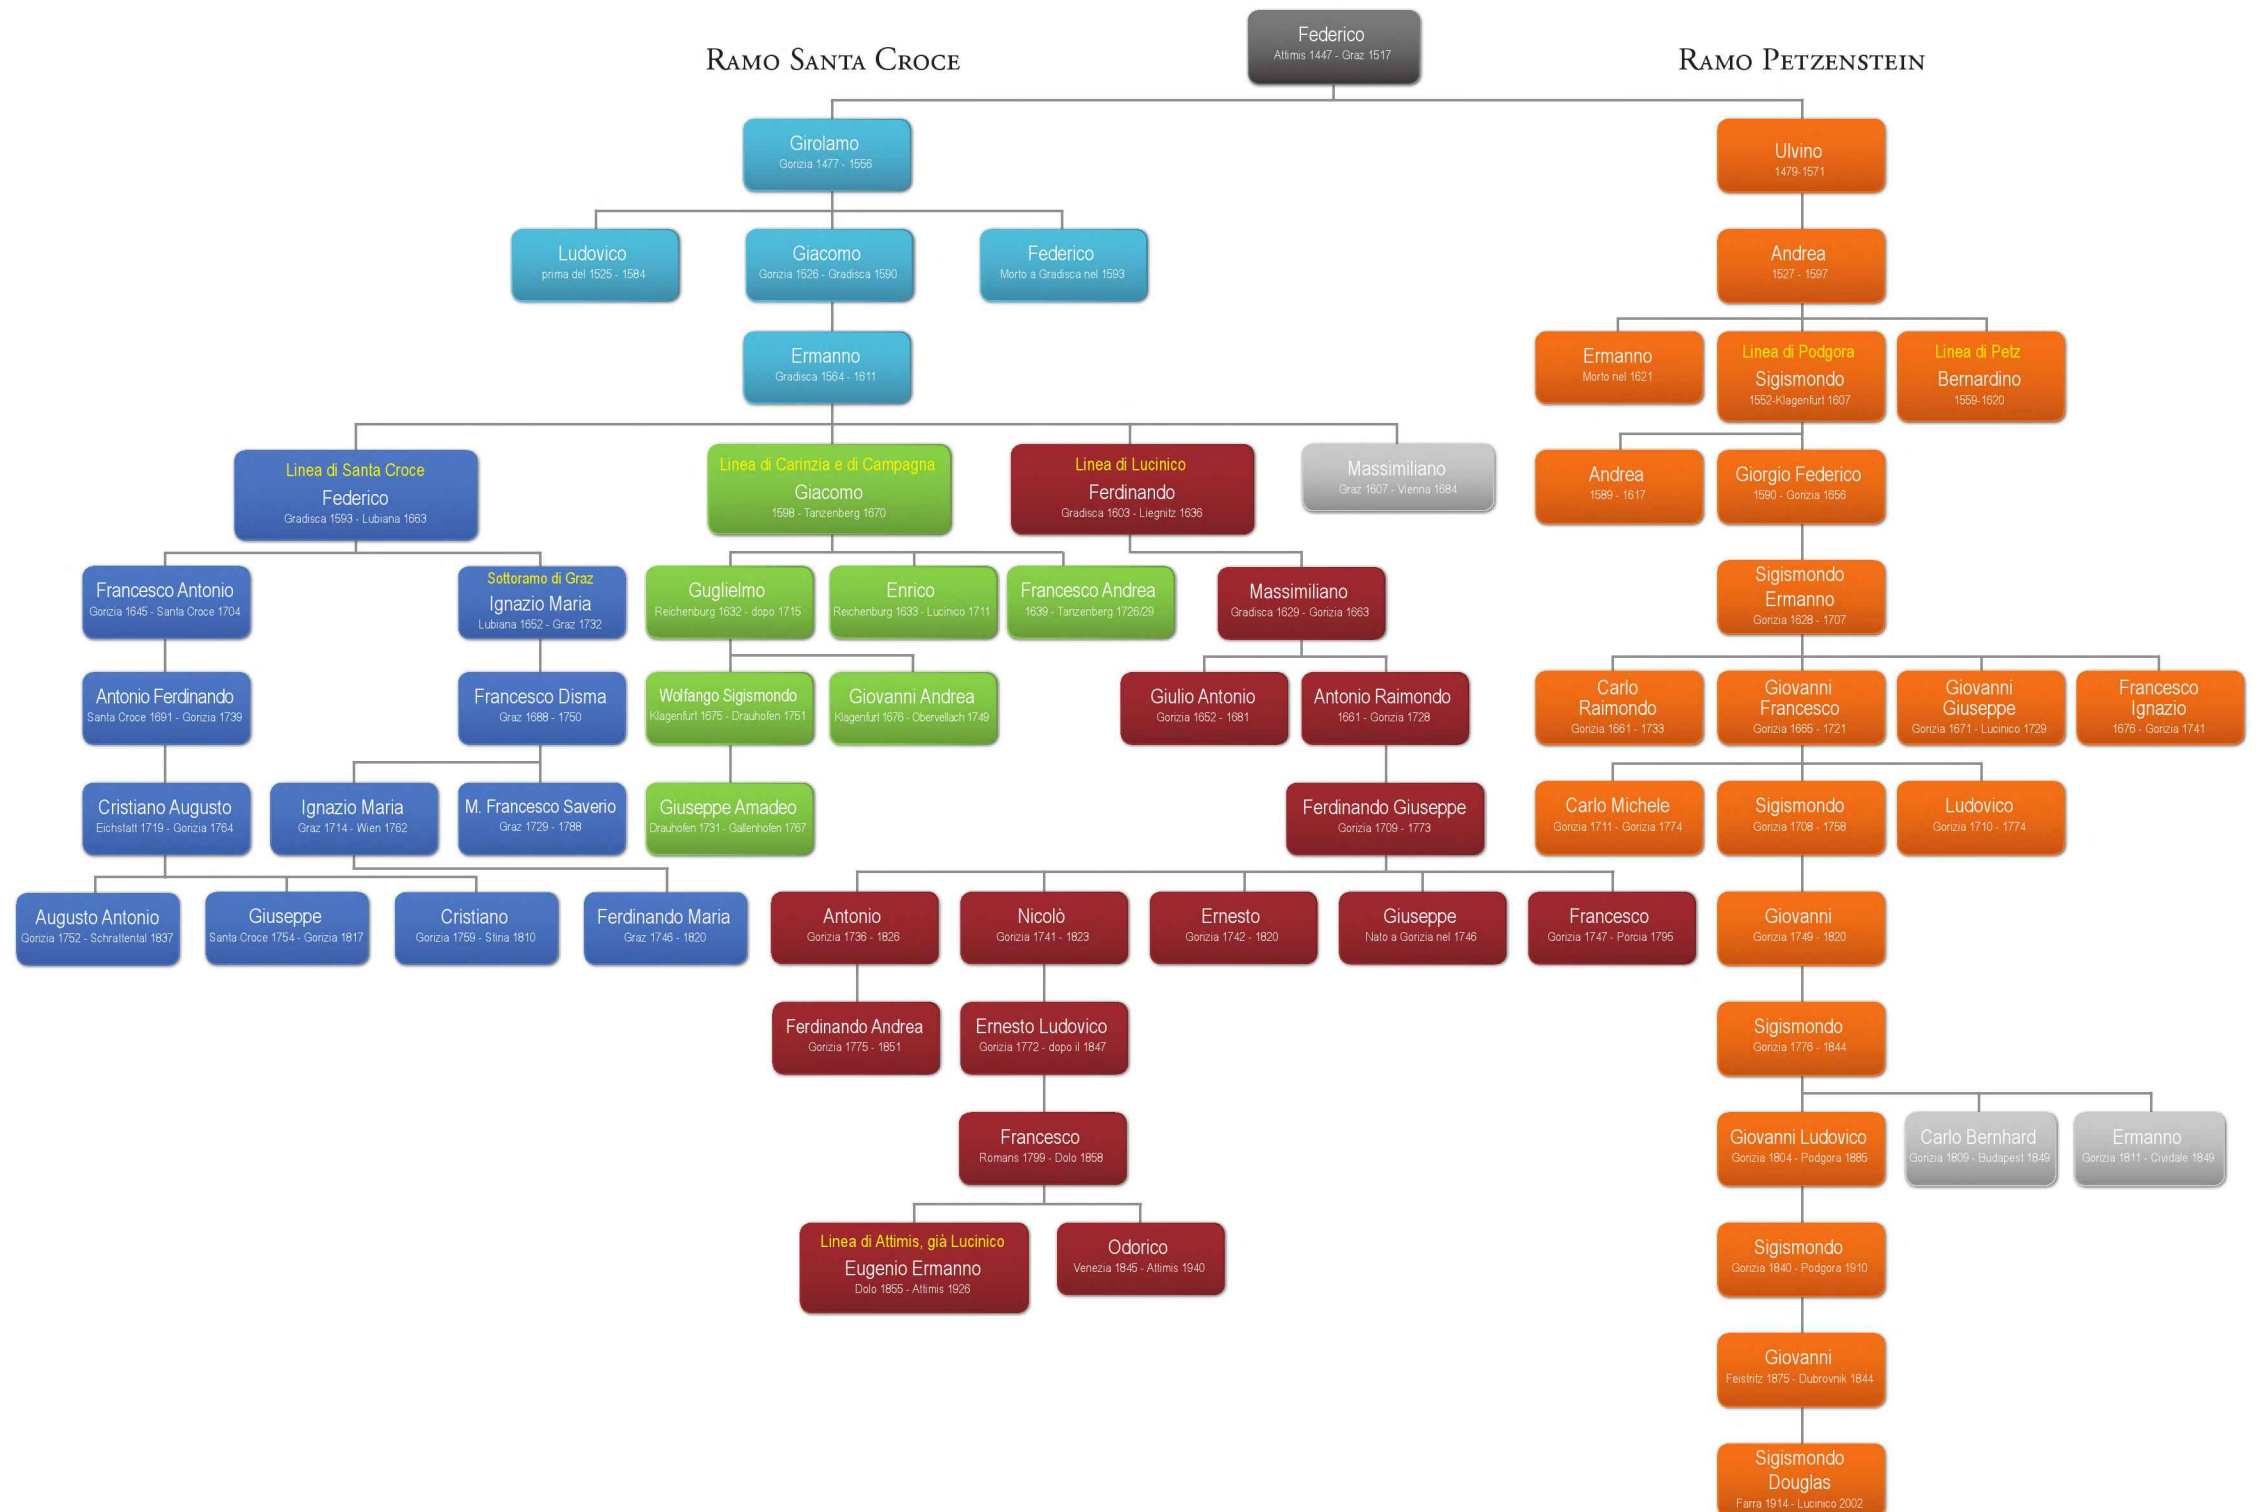 Federico
Attimis 1447 - Graz 1517
Ramo Santa Croce
Ramo Petzenstein
Girolamo
Gorizia 1477 - 1556
Ulvino
1479-1571
Ludovico
prima del 1525 - 1584
Giacomo
Gorizia 1526 - Gradisca 1590
Federico
Morto a Gradisca nel 1593
Andrea
1527 - 1597
Ermanno
Gradisca 1564 - 1611
Ermanno
Morto nel 1621
Linea di Podgora
Sigismondo
1552-Klagenfurt 1607
Linea di Petz
Bernardino
1559-1620
Linea di Santa Croce
Federico
Gradisca 1593 - Lubiana 1663
Linea di Carinzia e di Campagna
Giacomo
1598 - Tanzenberg 1670
Linea di Lucinico
Ferdinando
Gradisca 1603 - Liegnitz 1636
Massimiliano
Graz 1607 - Vienna 1684
Andrea
1589 - 1617
Giorgio Federico
1590 - Gorizia 1656
Francesco Antonio
Gorizia 1645 - Santa Croce 1704
Sottoramo di Graz
Ignazio Maria
Lubiana 1652 - Graz 1732
Guglielmo
Reichenburg 1632 - dopo 1715
Enrico
Reichenburg 1633 - Lucinico 1711
Francesco Andrea
1639 - Tanzenberg 1726/29
Massimiliano
Gradisca 1629 - Gorizia 1663
Sigismondo
Ermanno
Gorizia 1628 - 1707
Antonio Ferdinando
Santa Croce 1691 - Gorizia 1739
Francesco Disma
Graz 1688 - 1750
Wolfango Sigismondo
Klagenfurt 1675 - Drauhofen 1751
Giovanni Andrea
Klagenfurt 1676 - Obervellach 1749
Giulio Antonio
Gorizia 1652 - 1681
Antonio Raimondo
1661 - Gorizia 1728
Carlo
Raimondo
Gorizia 1661 - 1733
Giovanni
Francesco
Gorizia 1665 - 1721
Giovanni
Giuseppe
Gorizia 1671 - Lucinico 1729
Francesco
Ignazio
1676 - Gorizia 1741
Cristiano Augusto
Eichstatt 1719 - Gorizia 1764
Ignazio Maria
Graz 1714 - Wien 1762
M. Francesco Saverio
Graz 1729 - 1788
Giuseppe Amadeo
Drauhofen 1731 - Gallenhofen 1767
Ferdinando Giuseppe
Gorizia 1709 - 1773
Carlo Michele
Gorizia 1711 - Gorizia 1774
Sigismondo
Gorizia 1708 - 1758
Ludovico
Gorizia 1710 - 1774
Augusto Antonio
Gorizia 1752 - Schrattental 1837
Giuseppe
Santa Croce 1754 - Gorizia 1817
Cristiano
Gorizia 1759 - Stiria 1810
Ferdinando Maria
Graz 1746 - 1820
Antonio
Gorizia 1736 - 1826
Nicolò
Gorizia 1741 - 1823
Ernesto
Gorizia 1742 - 1820
Giuseppe
Nato a Gorizia nel 1746
Francesco
Gorizia 1747 - Porcia 1795
Giovanni
Gorizia 1749 - 1820
Ferdinando Andrea
Gorizia 1775 - 1851
Ernesto Ludovico
Gorizia 1772 - dopo il 1847
Sigismondo
Gorizia 1776 - 1844
Francesco
Romans 1799 - Dolo 1858
Giovanni Ludovico
Gorizia 1804 - Podgora 1885
Carlo Bernhard
Gorizia 1809 - Budapest 1849
Ermanno
Gorizia 1811 - Cividale 1849
Linea di Attimis, già Lucinico
Eugenio Ermanno
Dolo 1855 - Attimis 1926
Odorico
Venezia 1845 - Attimis 1940
Sigismondo
Gorizia 1840 - Podgora 1910
Giovanni
Feistritz 1875 - Dubrovnik 1844
Sigismondo
Douglas
Farra 1914 - Lucinico 2002